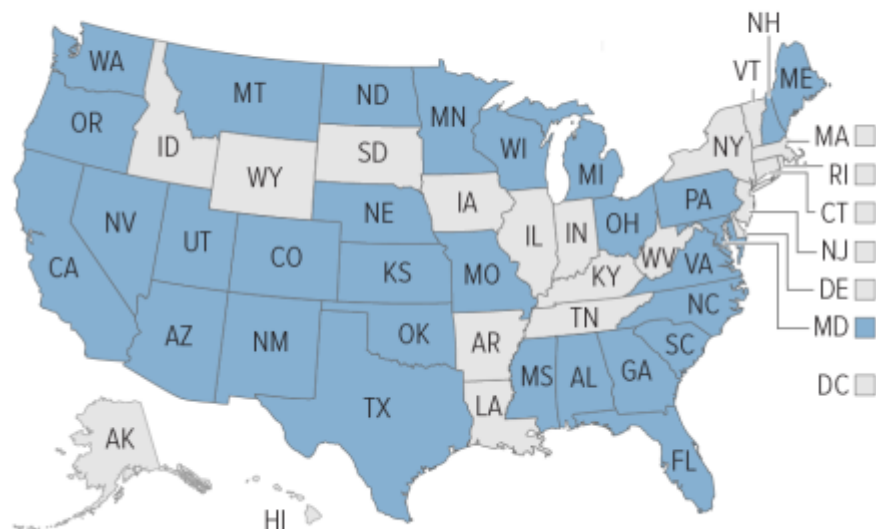 NH
VT
ME
WA
MT
ND
MN
OR
ID
WY
SD
WI
MI
NY
MA
RI
CT
NJ
DE
MD
DC
NV
UT
CO
NE
IA
IL
IN
OH
PA
WV
VA
CA
KS
MO
KY
NC
TN
SC
AZ
NM
OK
AR
MS
AL
GA
TX
LA
FL
AK
HI